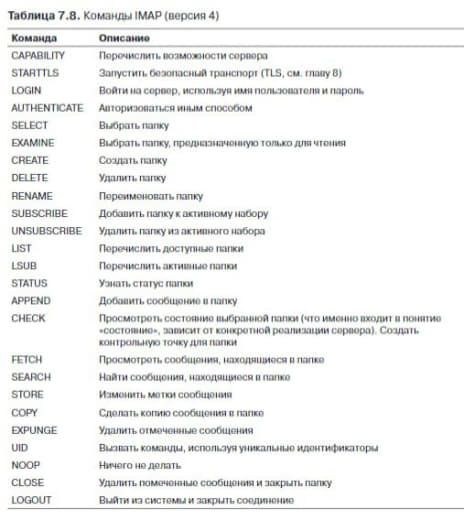 Таблица 7.8. Команды IMAP (версия 4)
Команда Описание
CAPABILITY Перечислить возможности сервера
STARTTLS Запустить безопасный транспорт (TLS, см. главу 8)
LOGIN Войти на сервер, используя имя пользователя и пароль
AUTHENTICATE Авторизоваться иным способом
SELECT Выбрать папку
EXAMINE Выбрать папку, предназначенную только для чтения
CREATE Создать папку
DELETE Удалить папку
RENAME Переименовать папку
SUBSCRIBE Добавить папку к активному набору
UNSUBSCRIBE Удалить папку из активного набора
LIST Перечислить доступные папки
LSUB Перечислить активные папки
STATUS Узнать статус папки
APPEND Добавить сообщение в папку
CHECK Просмотреть состояние выбранной папки (что именно входит в понятие
«состояние», зависит от конкретной реализации сервера). Создать
контрольную точку для папки
FETCH Просмотреть сообщения, находящиеся в папке
SEARCH Найти сообщения, находящиеся в папке
STORE Изменить метки сообщения
COPY Сделать копию сообщения в папке
EXPUNGE Удалить отмеченные сообщения
UID Вызвать команды, используя уникальные идентификаторы
NOOP Ничего не делать
CLOSE Удалить помеченные сообщения и закрыть папку
LOGOUT Выйти из системы и закрыть соединение